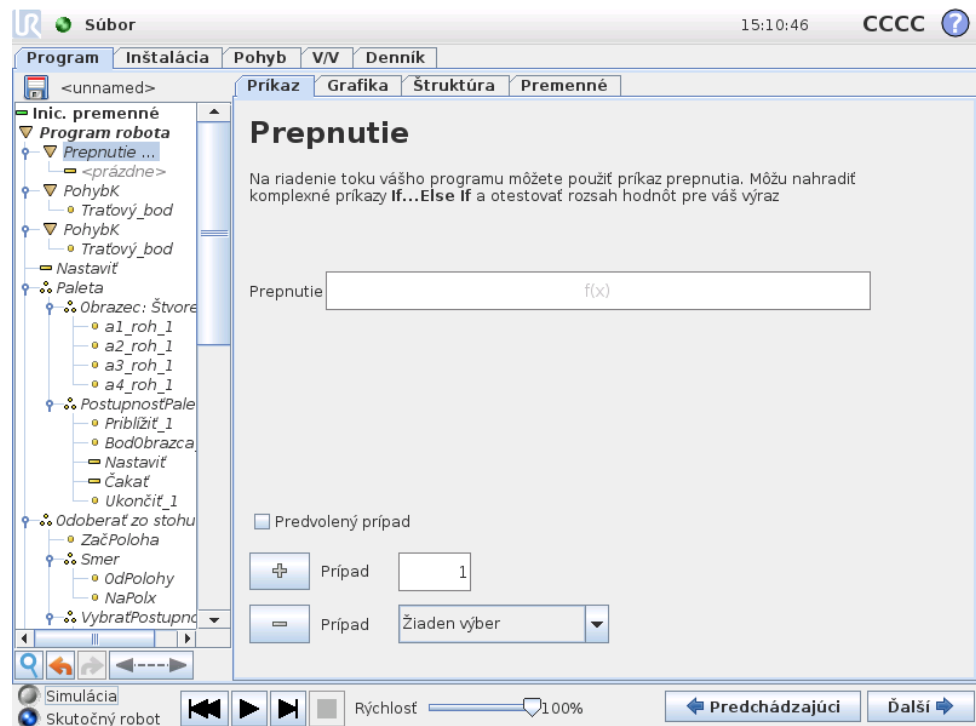 UR Súbor 15:10:46 CCCC ?
Program Inštalácia Pohyb V/V Denník
<unnamed>
Príkaz Grafika Štruktúra Premenné
Inic. premenné
Program robota
Prepnutie ...
<prázdne>
PohybK
Traťový_bod
PohybK
Traťový_bod
Nastaviť
Paleta
Obrazec: Štvore
a1_roh_1
a2_roh_1
a3_roh_1
a4_roh_1
PostupnosťPale
Priblížiť_1
BodObrazca_
Nastaviť
Čakať
Ukončiť_1
Odoberať zo stohu
ZačPoloha
Smer
OdPolohy
NaPolx
VybraťPostupno
Prepnutie
Na riadenie toku vášho programu môžete použiť príkaz prepnutia. Môžu nahradiť
komplexné príkazy If...Else If a otestovať rozsah hodnôt pre váš výraz
Prepnutie f(x)
Predvolený prípad
Prípad 1
Prípad Žiaden výber
Simulácia
Skutočný robot
Rýchlosť 100%
Predchádzajúci Ďalší